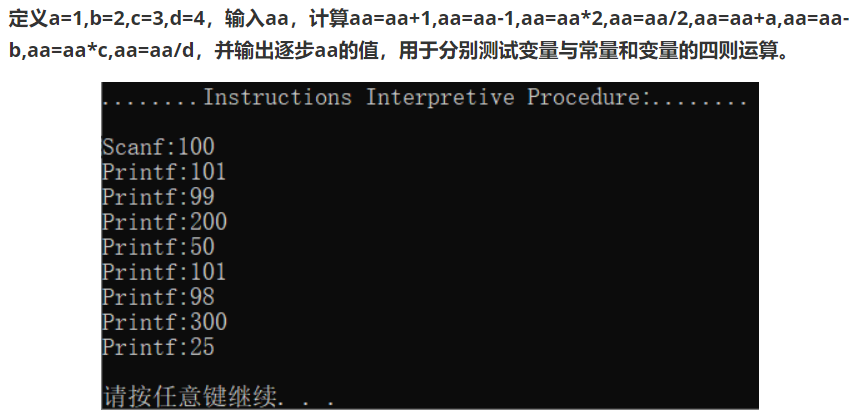 定义a=1,b=2,c=3,d=4，输入aa，计算aa=aa+1,aa=aa-1,aa=aa*2,aa=aa/2,aa=aa+a,aa=aa-
b,aa=aa*c,aa=aa/d，并输出逐步aa的值，用于分别测试变量与常量和变量的四则运算。
........Instructions Interpretive Procedure:........
Scanf:100
Printf:101
Printf:99
Printf:200
Printf:50
Printf:101
Printf:98
Printf:300
Printf:25
请按任意键继续. . .